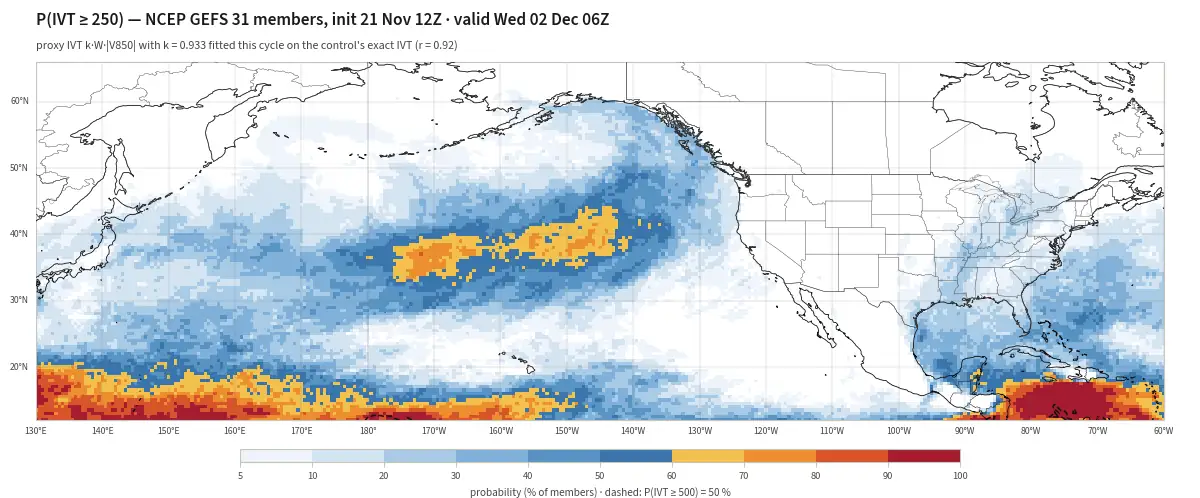 P(IVT ≥ 250) — NCEP GEFS 31 members, init 21 Nov 12Z · valid Wed 02 Dec 06Z
proxy IVT k·W·|V850| with k = 0.933 fitted this cycle on the control's exact IVT (r = 0.92)
60°N
50°N
40°N
30°N
20°N
130°E 140°E 150°E 160°E 170°E 180° 170°W 160°W 150°W 140°W 130°W 120°W 110°W 100°W 90°W 80°W 70°W 60°W
5 10 20 30 40 50 60 70 80 90 100
probability (% of members) · dashed: P(IVT ≥ 500) = 50 %